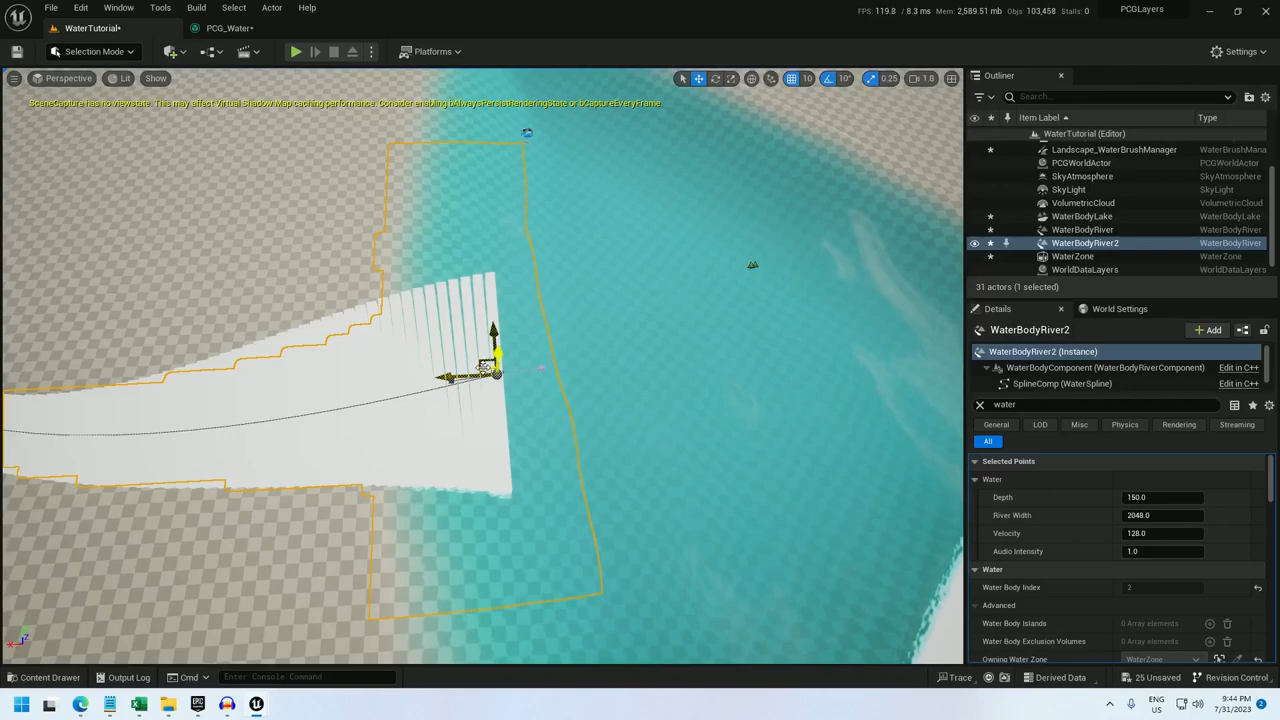 File Edit Window Tools Build Select Actor Help
FPS: 119.8 / 8.3 ms Mem: 2,589.51 mb Objs: 103,458 Stalls: 0 PCGLayers
WaterTutorial* PCG_Water*
Selection Mode Platforms Settings
Perspective Lit Show 10 10° 0.25 1.0
SceneCapture has no viewstate. This may affect Virtual Shadow Map caching performance. Consider enabling bAlwaysPersistRenderingState or bCaptureEveryFrame.
Outliner
Search...
Item Label Type
WaterTutorial (Editor)
Landscape_WaterBrushManager WaterBrushMana
PCGWorldActor PCGWorldActor
SkyAtmosphere SkyAtmosphere
SkyLight SkyLight
VolumetricCloud VolumetricCloud
WaterBodyLake WaterBodyLake
WaterBodyRiver WaterBodyRiver
WaterBodyRiver2 WaterBodyRiver
WaterZone WaterZone
WorldDataLayers WorldDataLayers
31 actors (1 selected)
Details World Settings
WaterBodyRiver2 Add
WaterBodyRiver2 (Instance)
WaterBodyComponent (WaterBodyRiverComponent) Edit in C++
SplineComp (WaterSpline) Edit in C++
water
General LOD Misc Physics Rendering Streaming
All
Selected Points
Water
Depth 150.0
River Width 2048.0
Velocity 128.0
Audio Intensity 1.0
Water
Water Body Index 2
Advanced
Water Body Islands 0 Array elements
Water Body Exclusion Volumes 0 Array elements
Owning Water Zone WaterZone
Content Drawer Output Log Cmd Enter Console Command Trace Derived Data 25 Unsaved Revision Control
ENG
US
9:44 PM
7/31/2023
2